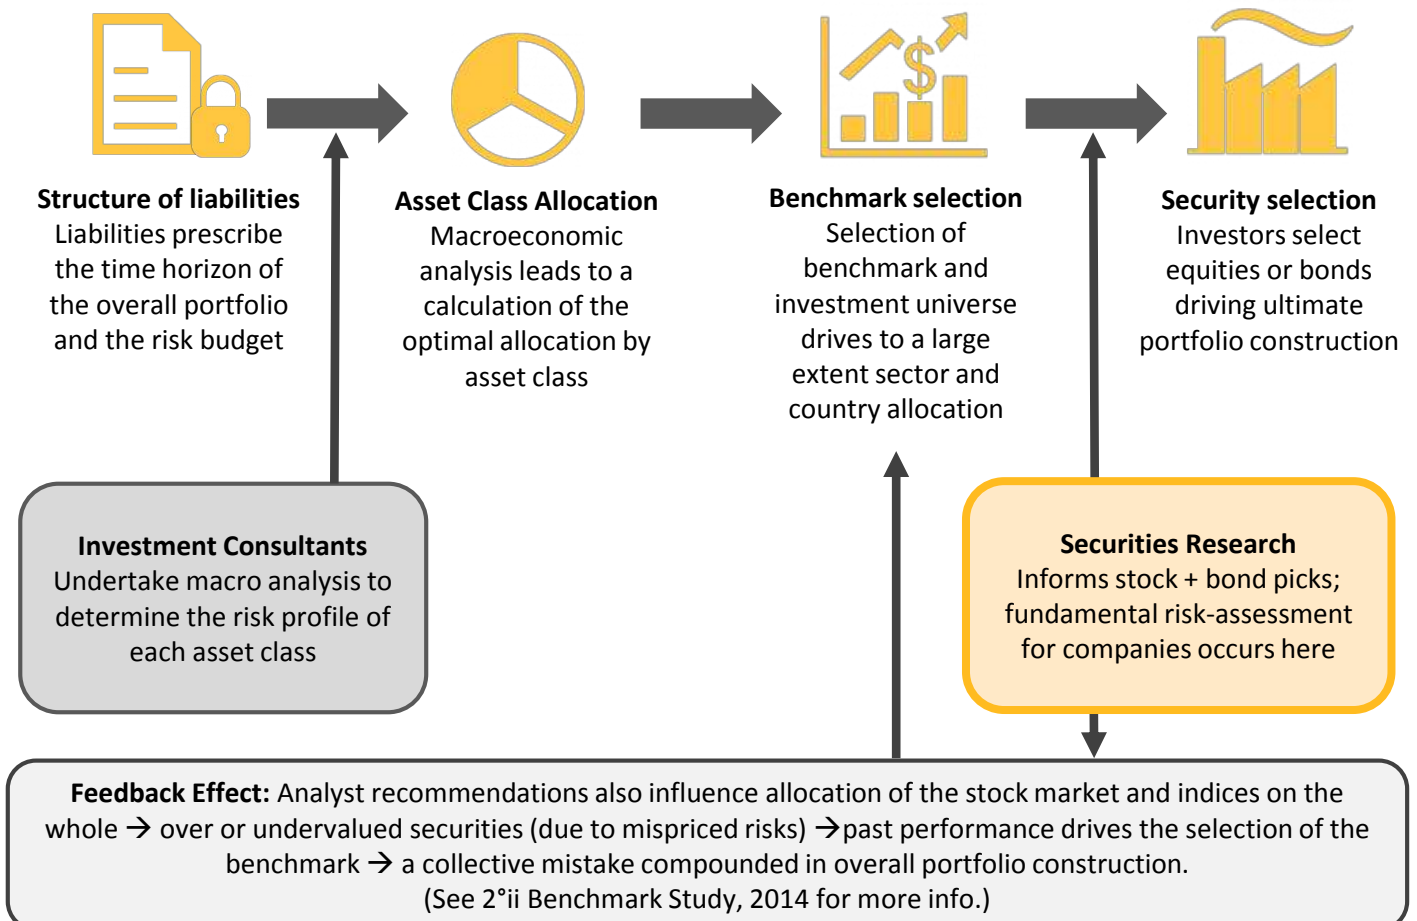 $
Structure of liabilities
Liabilities prescribe
the time horizon of
the overall portfolio
and the risk budget
Asset Class Allocation
Macroeconomic
analysis leads to a
calculation of the
optimal allocation by
asset class
Benchmark selection
Selection of
benchmark and
investment universe
drives to a large
extent sector and
country allocation
Security selection
Investors select
equities or bonds
driving ultimate
portfolio construction
Investment Consultants
Undertake macro analysis to
determine the risk profile of
each asset class
Securities Research
Informs stock + bond picks;
fundamental risk-assessment
for companies occurs here
Feedback Effect: Analyst recommendations also influence allocation of the stock market and indices on the
whole → over or undervalued securities (due to mispriced risks) →past performance drives the selection of the
benchmark → a collective mistake compounded in overall portfolio construction.
(See 2°ii Benchmark Study, 2014 for more info.)